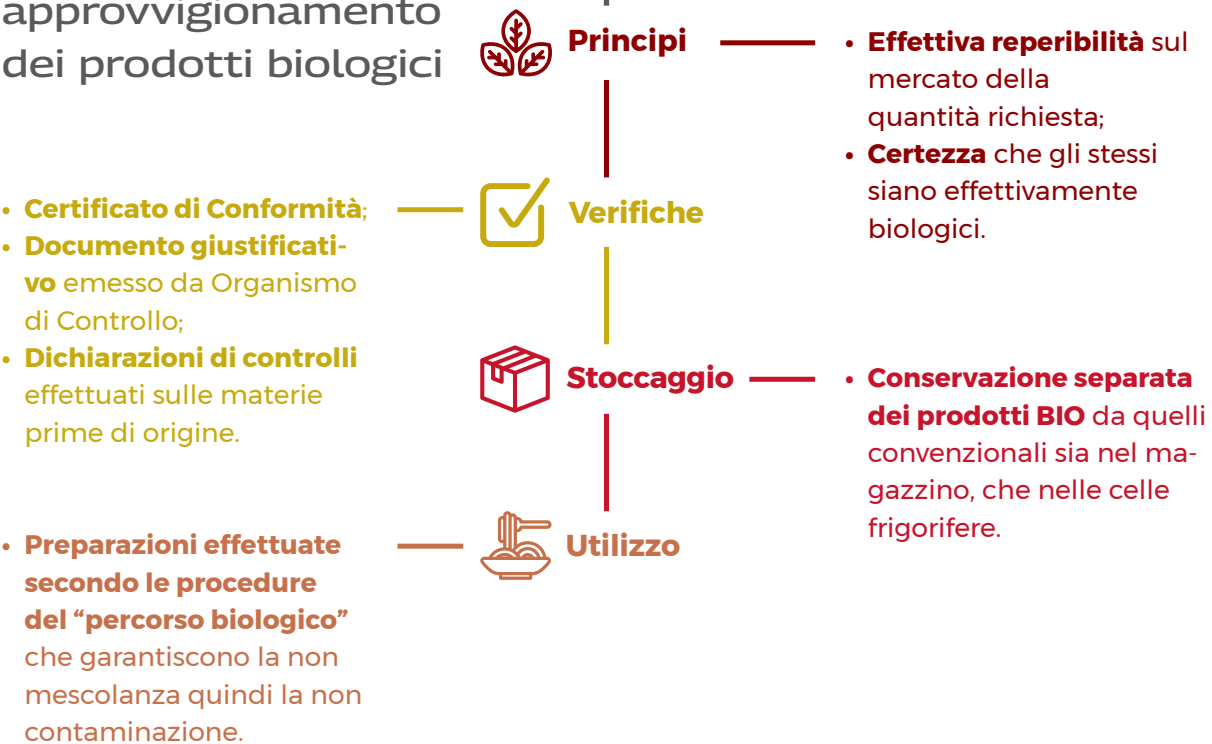 approvvigionamento
dei prodotti biologici
Principi
• Effettiva reperibilità sul
mercato della
quantità richiesta;
• Certezza che gli stessi
siano effettivamente
biologici.
Verifiche
• Certificato di Conformità;
• Documento giustificati-
vo emesso da Organismo
di Controllo;
• Dichiarazioni di controlli
effettuati sulle materie
prime di origine.
Stoccaggio
• Conservazione separata
dei prodotti BIO da quelli
convenzionali sia nel ma-
gazzino, che nelle celle
frigorifere.
Utilizzo
• Preparazioni effettuate
secondo le procedure
del “percorso biologico”
che garantiscono la non
mescolanza quindi la non
contaminazione.